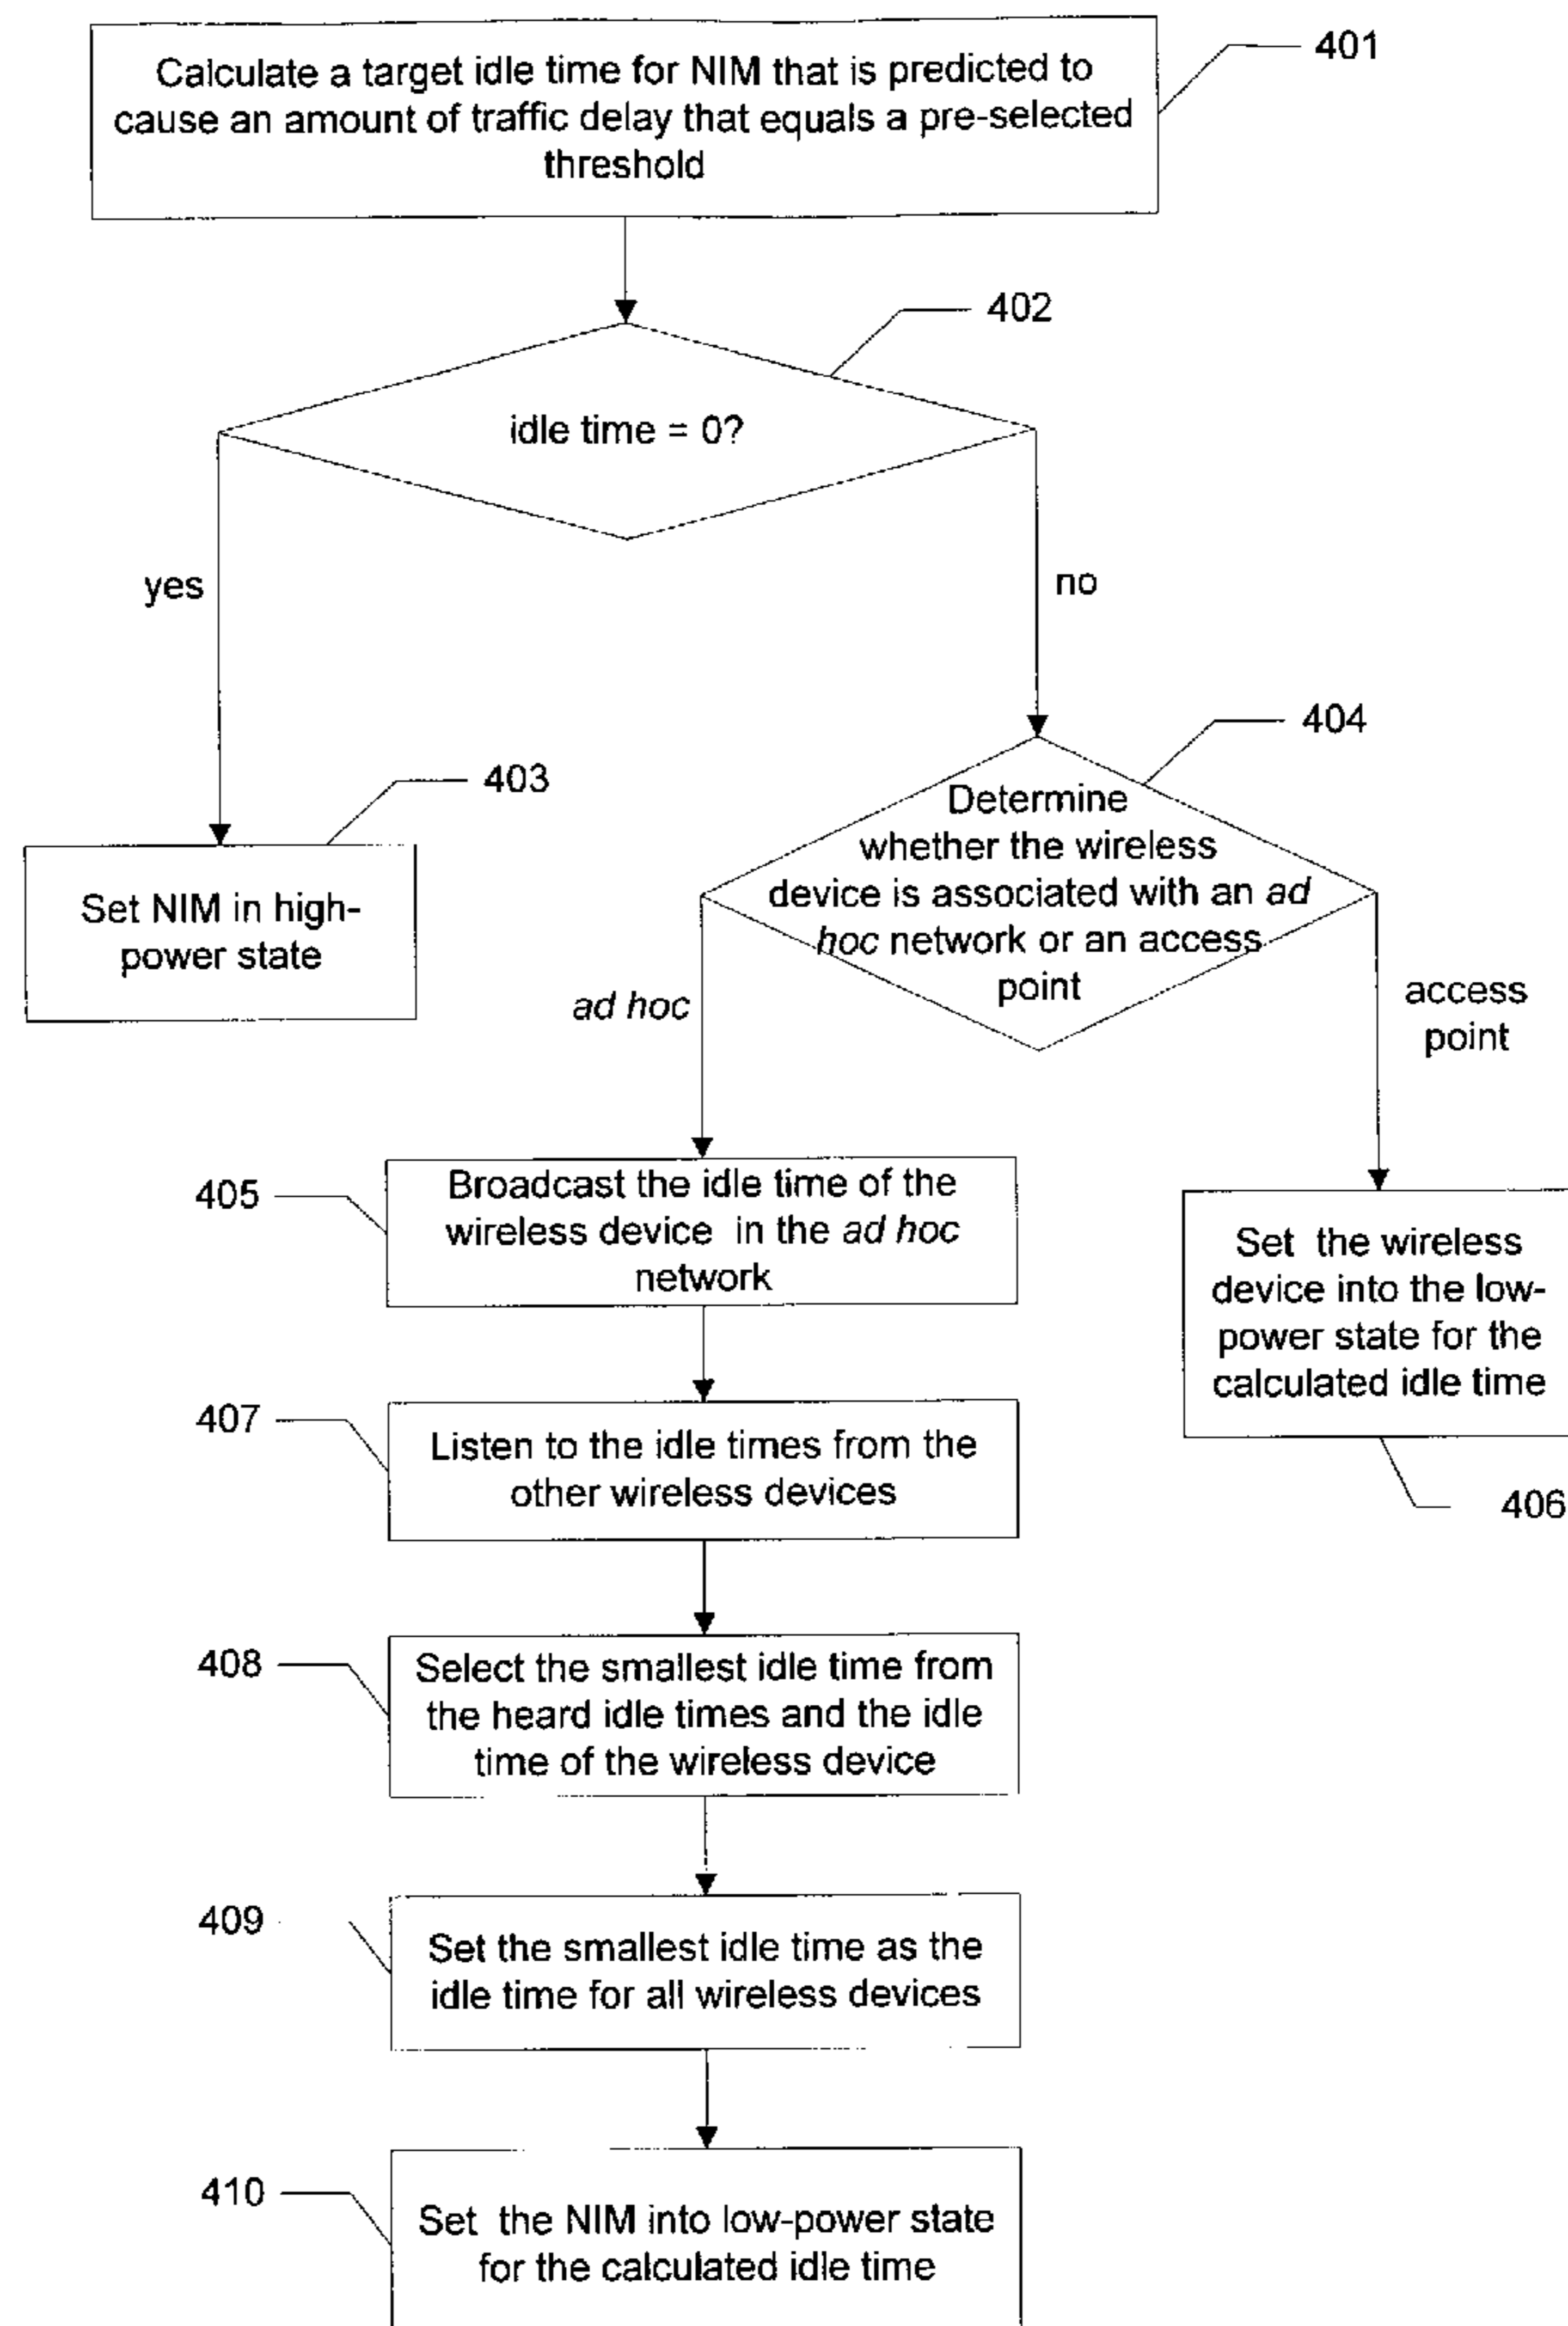 Calculate a target idle time for NIM that is predicted to
cause an amount of traffic delay that equals a pre-selected
threshold
401
402
idle time = 0?
yes
no
404
403
Determine
whether the wireless
device is associated with an ad
hoc network or an access
point
Set NIM in high-
power state
ad hoc
access
point
405
Broadcast the idle time of the
wireless device in the ad hoc
network
Set the wireless
device into the low-
power state for the
calculated idle time
406
407
Listen to the idle times from the
other wireless devices
408
Select the smallest idle time from
the heard idle times and the idle
time of the wireless device
409
Set the smallest idle time as the
idle time for all wireless devices
410
Set the NIM into low-power state
for the calculated idle time